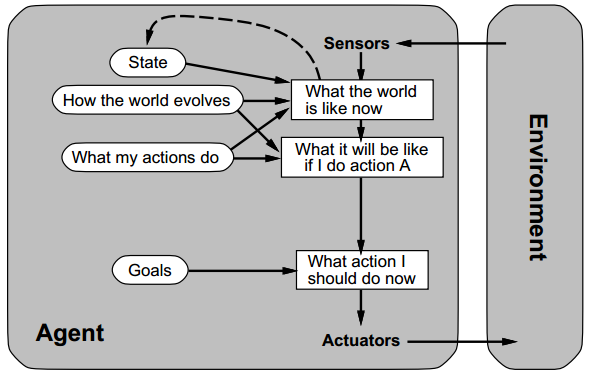 Sensors
State
What the world
is like now
How the world evolves
What it will be like
if I do action A
What my actions do
Environment
What action I
should do now
Goals
Agent
Actuators